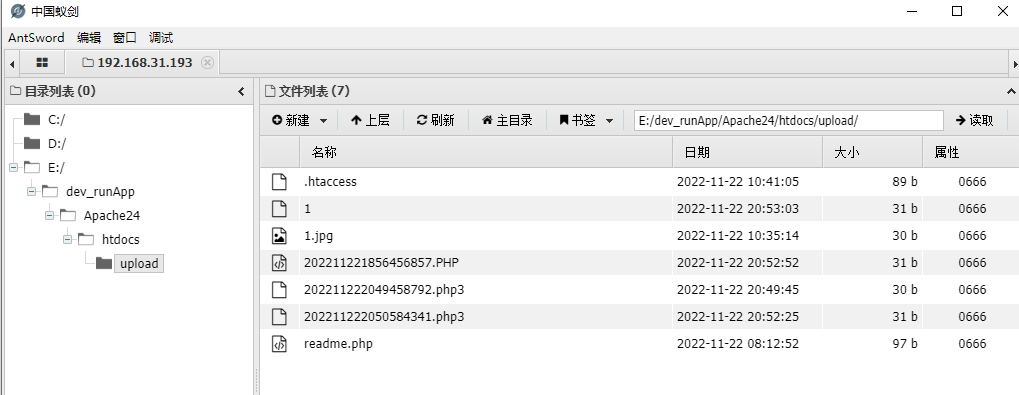 中国蚁剑
AntSword 编辑 窗口 调试
192.168.31.193
目录列表 (0)
文件列表 (7)
新建 上层 刷新 主目录 书签 E:/dev_runApp/Apache24/htdocs/upload/ 读取
C:/
D:/
E:/
dev_runApp
Apache24
htdocs
upload
名称 日期 大小 属性
.htaccess 2022-11-22 10:41:05 89 b 0666
1 2022-11-22 20:53:03 31 b 0666
1.jpg 2022-11-22 10:35:14 30 b 0666
202211221856456857.PHP 2022-11-22 20:52:52 31 b 0666
202211222049458792.php3 2022-11-22 20:49:45 30 b 0666
202211222050584341.php3 2022-11-22 20:52:25 31 b 0666
readme.php 2022-11-22 08:12:52 97 b 0666